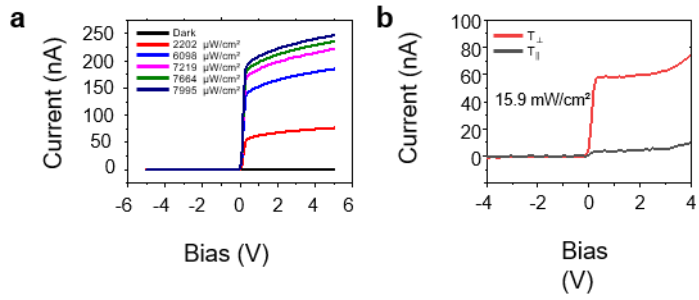 a
Current (nA)
250
200
150
100
50
0
Dark
2202 µW/cm²
6098 µW/cm²
7219 µW/cm²
7664 µW/cm²
7995 µW/cm²
-6 -4 -2 0 2 4 6
Bias (V)
b
Current (nA)
100
80
60
40
20
0
T⊥
T||
15.9 mW/cm²
-4 -2 0 2 4
Bias
(V)